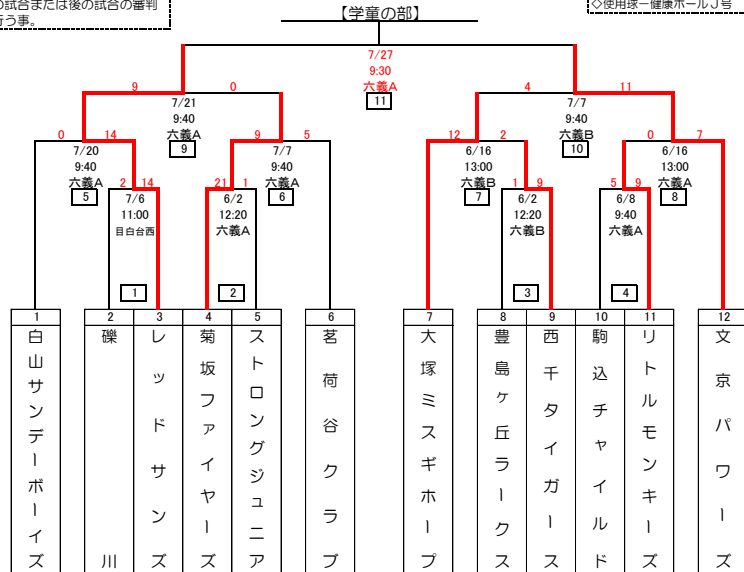 の試合または後の試合の審判
行う事。
【学童の部】
◇使用球－健康ボールJ号
7/27
9:30
六義A
11
9 0
7/21
9:40
六義A
9
4 11
7/7
9:40
六義B
10
0 14
7/20
9:40
六義A
5
9 5
7/7
9:40
六義A
6
12 2
6/16
13:00
六義B
7
0 7
6/16
13:00
六義A
8
2 14
7/6
11:00
目白台西
1
21 1
6/2
12:20
六義A
2
1 9
6/2
12:20
六義B
3
5 9
6/8
9:40
六義A
4
1 白山サンデーボーイズ
2 礫川
3 レッドサンズ
4 菊坂ファイヤーズ
5 ストロングジュニア
6 茗荷谷クラブ
7 大塚ミスギホープ
8 豊島ヶ丘ラークス
9 西千タイガース
10 駒込チャイルド
11 リトルモンキーズ
12 文京パワーズ